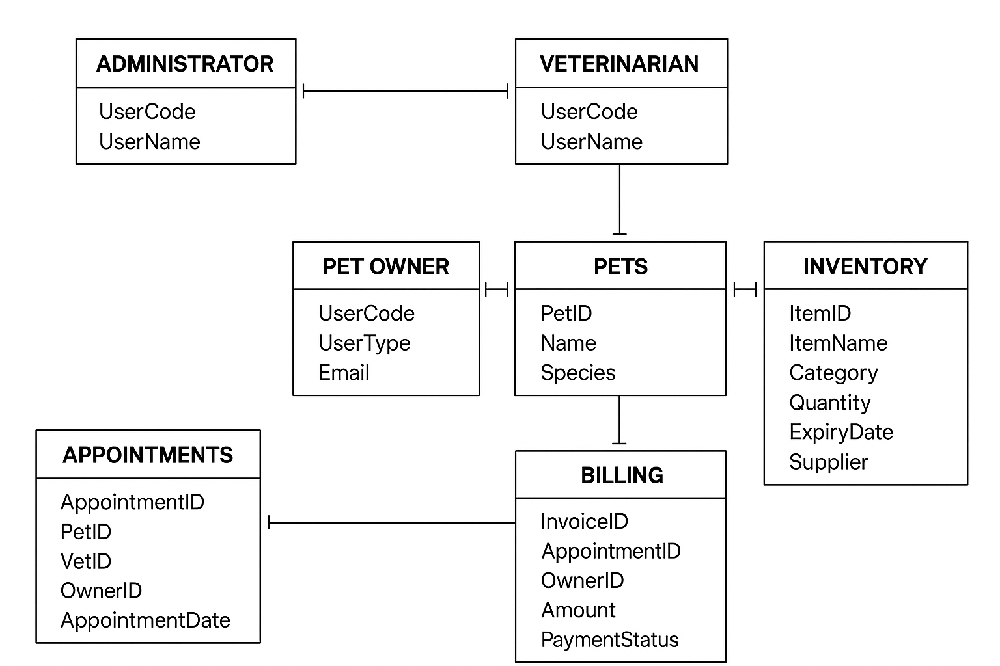 ADMINISTRATOR
UserCode
UserName
VETERINARIAN
UserCode
UserName
PET OWNER
UserCode
UserType
Email
PETS
PetID
Name
Species
INVENTORY
ItemID
ItemName
Category
Quantity
ExpiryDate
Supplier
APPOINTMENTS
AppointmentID
PetID
VetID
OwnerID
AppointmentDate
BILLING
InvoiceID
AppointmentID
OwnerID
Amount
PaymentStatus